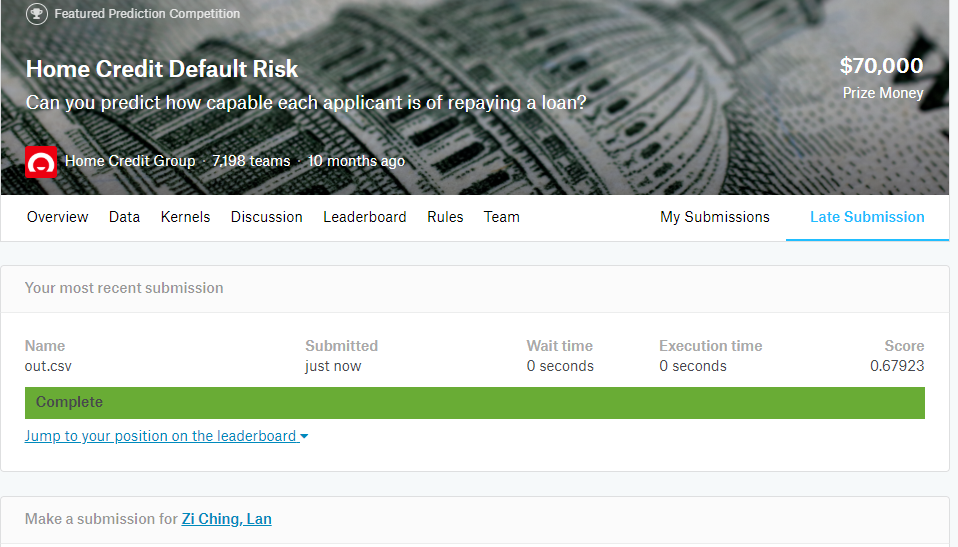 Featured Prediction Competition
Home Credit Default Risk
$70,000
Can you predict how capable each applicant is of repaying a loan?
Prize Money
Home Credit Group · 7,198 teams · 10 months ago
Overview Data Kernels Discussion Leaderboard Rules Team My Submissions Late Submission
Your most recent submission
Name Submitted Wait time Execution time Score
out.csv just now 0 seconds 0 seconds 0.67923
Complete
Jump to your position on the leaderboard
Make a submission for Zi Ching, Lan